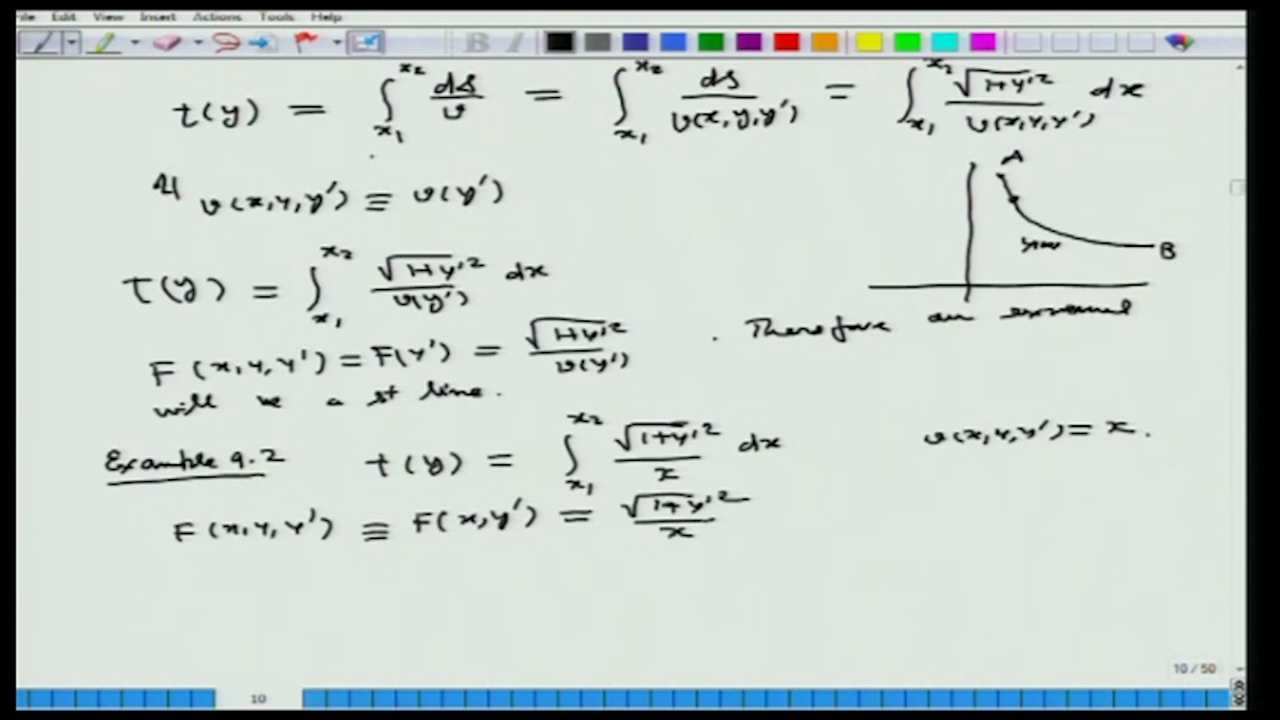 File Edit View Insert Actions Tools Help
t(y) = ∫_{x₁}^{x₂} ds/v = ∫_{x₁}^{x₂} ds/v(x,y,y') = ∫_{x₁}^{x₂} √(1+y'²)/v(x,y,y') dx
A
If v(x,y,y') ≡ v(y')
B
T(y) = ∫_{x₁}^{x₂} √(1+y'²)/v(y') dx
F(x,y,y') = F(y') = √(1+y'²)/v(y') . Therefore an extremal
will be a st line.
Example 9.2 t(y) = ∫_{x₁}^{x₂} √(1+y'²)/x dx v(x,y,y') = x.
F(x,y,y') ≡ F(x,y') = √(1+y'²)/x
10 / 50
10